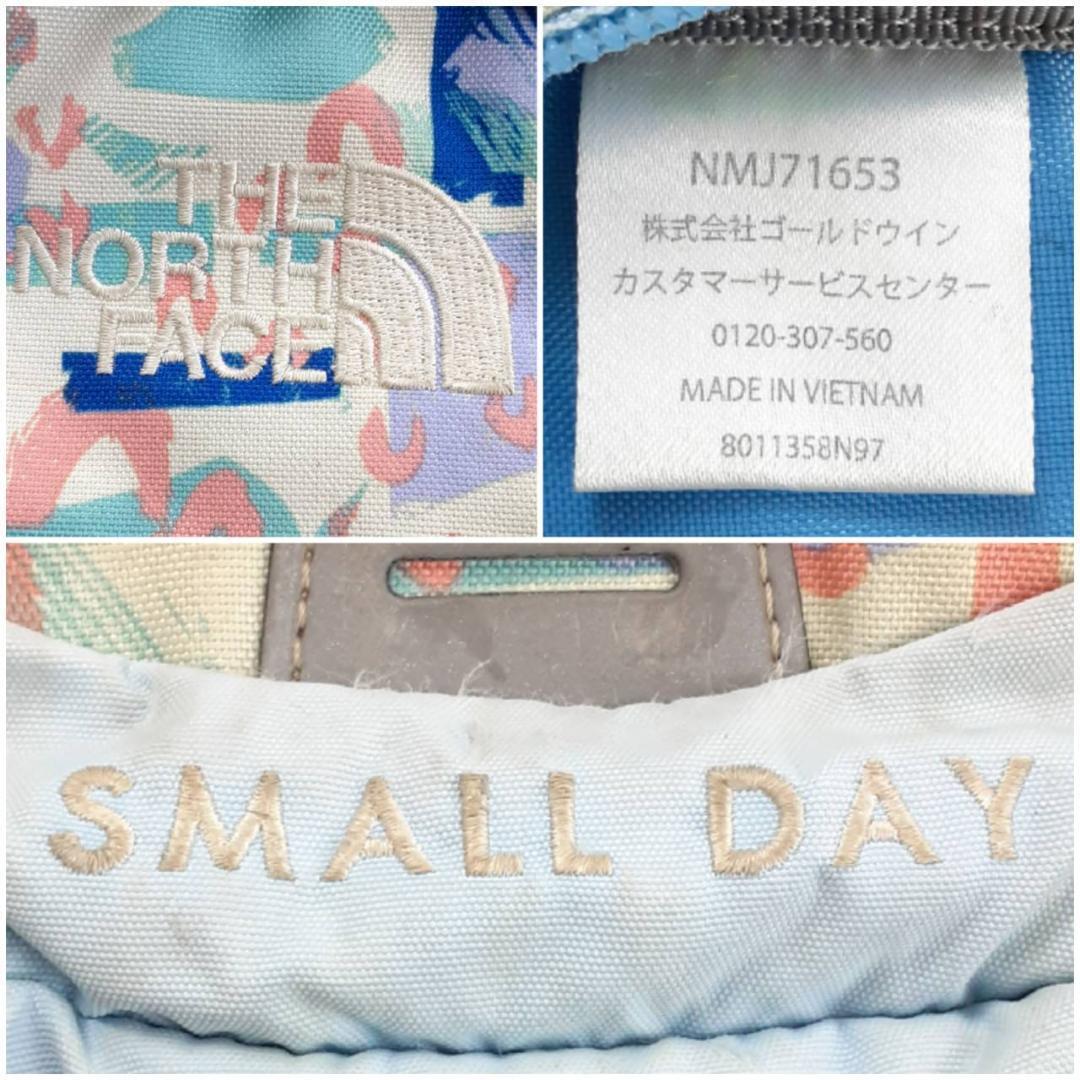 THE
NORTH
FACE
NMJ71653
株式会社ゴールドウイン
カスタマーサービスセンター
0120-307-560
MADE IN VIETNAM
8011358N97
SMALL DAY